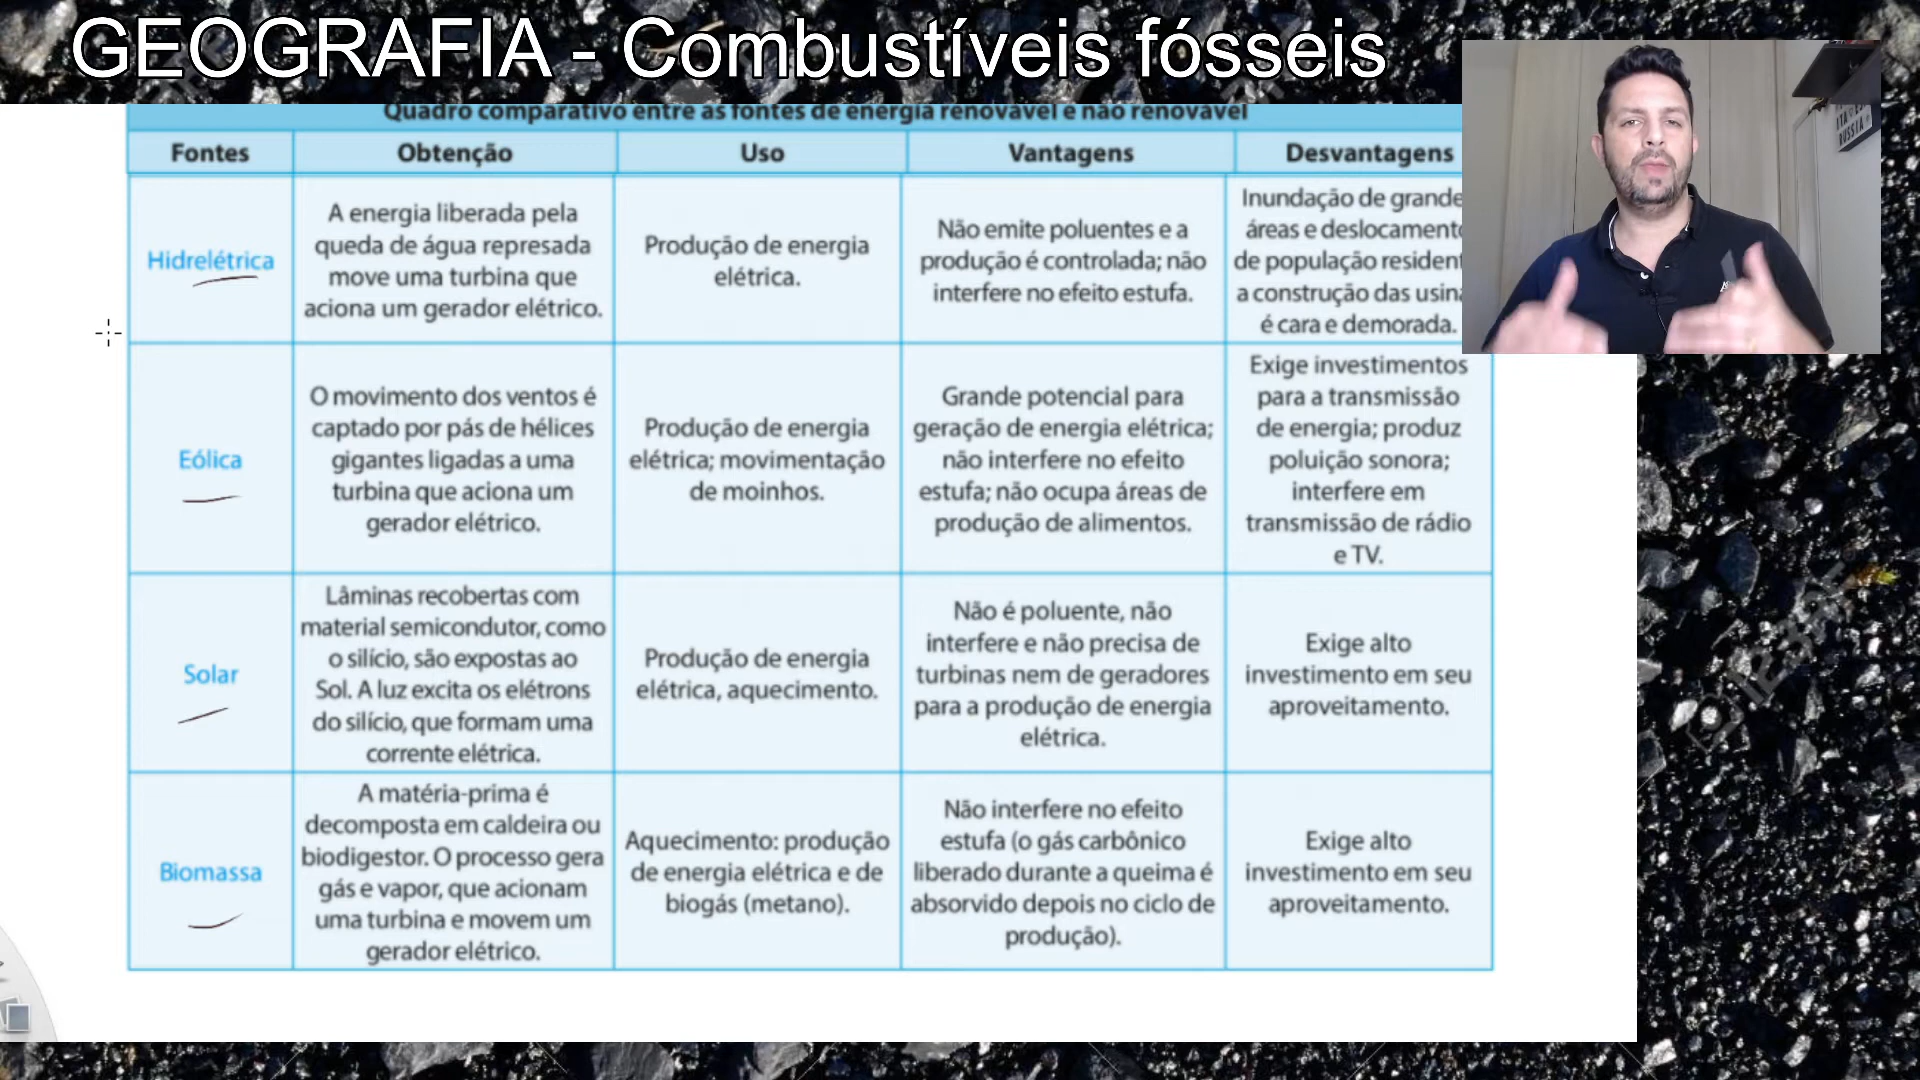 GEOGRAFIA - Combustíveis fósseis
Quadro comparativo entre as fontes de energia renovável e não renovável
Fontes
Obtenção
Uso
Vantagens
Desvantagens
Hidrelétrica
A energia liberada pela
queda de água represada
move uma turbina que
aciona um gerador elétrico.
Produção de energia
elétrica.
Não emite poluentes e a
produção é controlada; não
interfere no efeito estufa.
Inundação de grande
áreas e deslocamento
de população resident
a construção das usina
é cara e demorada.
Eólica
O movimento dos ventos é
captado por pás de hélices
gigantes ligadas a uma
turbina que aciona um
gerador elétrico.
Produção de energia
elétrica; movimentação
de moinhos.
Grande potencial para
geração de energia elétrica;
não interfere no efeito
estufa; não ocupa áreas de
produção de alimentos.
Exige investimentos
para a transmissão
de energia; produz
poluição sonora;
interfere em
transmissão de rádio
e TV.
Solar
Lâminas recobertas com
material semicondutor, como
o silício, são expostas ao
Sol. A luz excita os elétrons
do silício, que formam uma
corrente elétrica.
Produção de energia
elétrica, aquecimento.
Não é poluente, não
interfere e não precisa de
turbinas nem de geradores
para a produção de energia
elétrica.
Exige alto
investimento em seu
aproveitamento.
Biomassa
A matéria-prima é
decomposta em caldeira ou
biodigestor. O processo gera
gás e vapor, que acionam
uma turbina e movem um
gerador elétrico.
Aquecimento: produção
de energia elétrica e de
biogás (metano).
Não interfere no efeito
estufa (o gás carbônico
liberado durante a queima é
absorvido depois no ciclo de
produção).
Exige alto
investimento em seu
aproveitamento.
RUSSIA